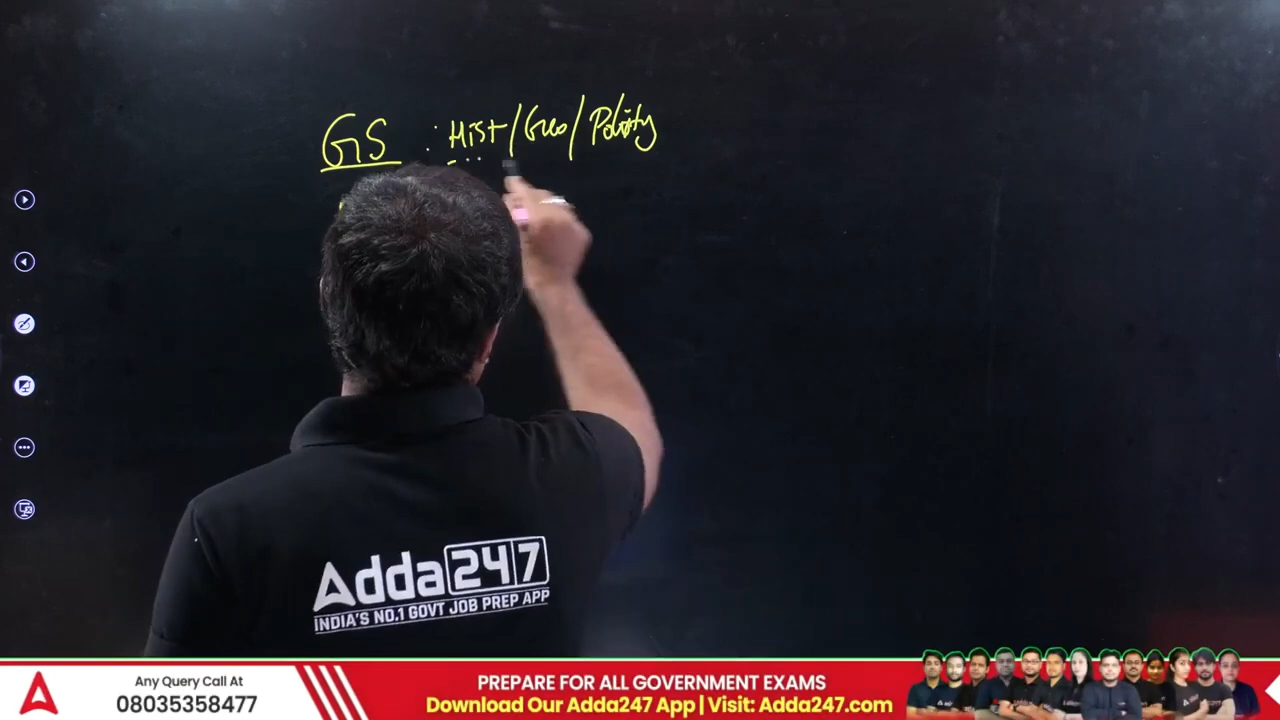 GS : Hist/Geo/Polity
Adda247
INDIA'S NO.1 GOVT JOB PREP APP
Any Query Call At
08035358477
PREPARE FOR ALL GOVERNMENT EXAMS
Download Our Adda247 App | Visit: Adda247.com